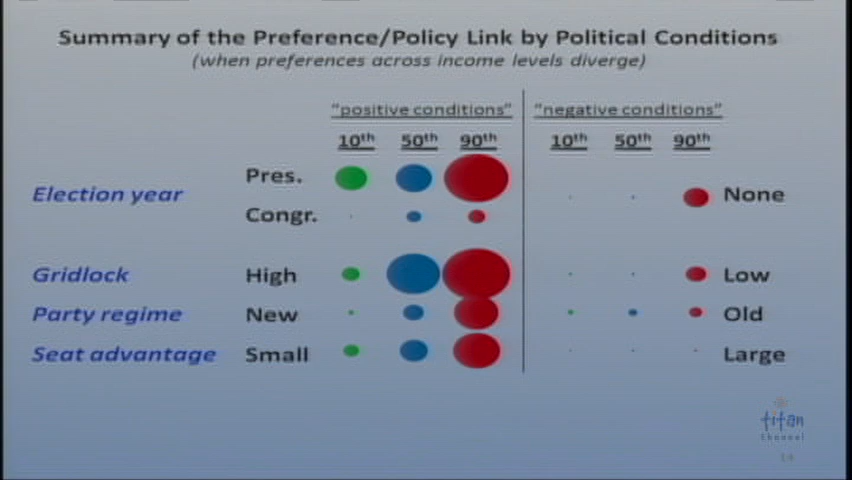 Summary of the Preference/Policy Link by Political Conditions
(when preferences across income levels diverge)
"positive conditions" "negative conditions"
10th 50th 90th 10th 50th 90th
Election year Pres. None
Congr.
Gridlock High Low
Party regime New Old
Seat advantage Small Large
titan
channel
14